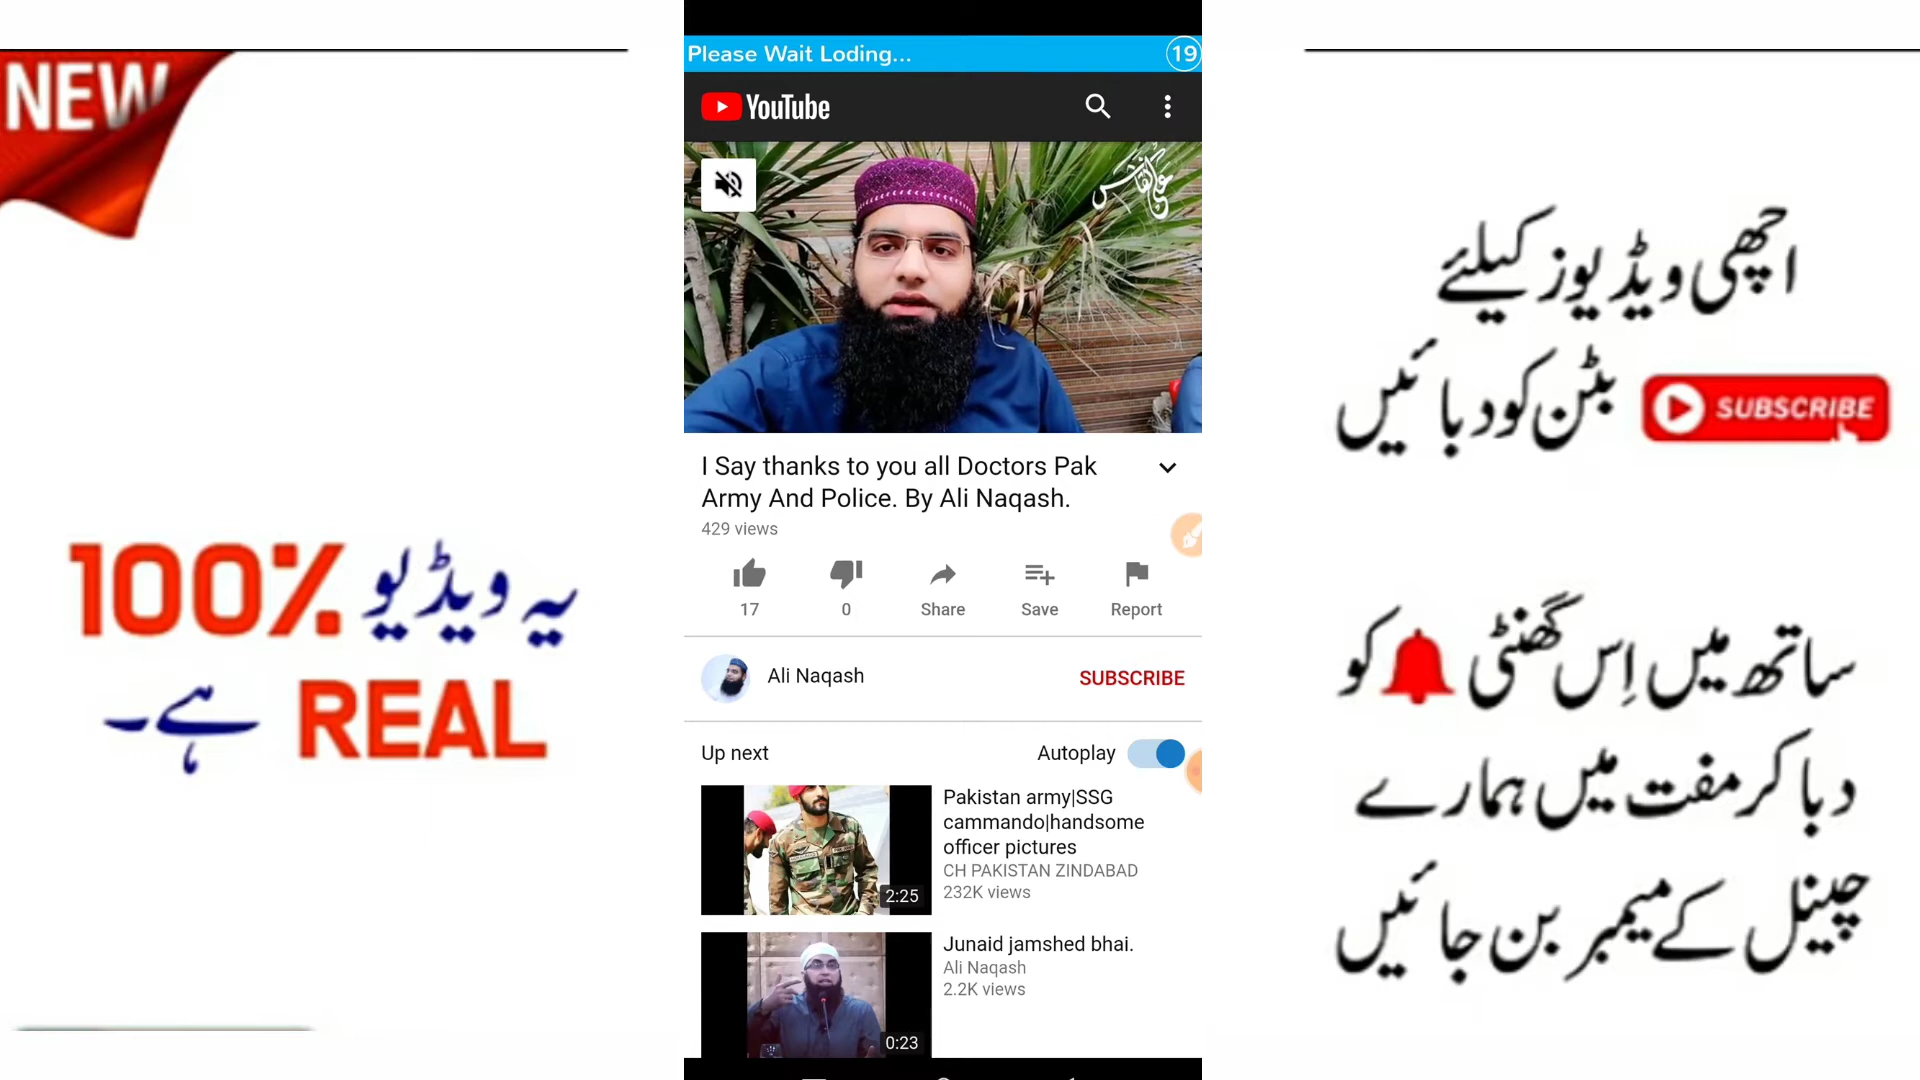 NEW
یہ ویڈیو 100%
REAL ہے۔
Please Wait Loding...
19
YouTube
علی نقاش
I Say thanks to you all Doctors Pak
Army And Police. By Ali Naqash.
429 views
17
0
Share
Save
Report
Ali Naqash
SUBSCRIBE
Up next
Autoplay
Pakistan army|SSG
cammando|handsome
officer pictures
CH PAKISTAN ZINDABAD
232K views
2:25
Junaid jamshed bhai.
Ali Naqash
2.2K views
0:23
اچھی ویڈیوز کیلئے
SUBSCRIBE بٹن کو دبائیں
ساتھ میں اِس گھنٹی کو
دبا کر مفت میں ہمارے
چینل کے میمبر بن جائیں